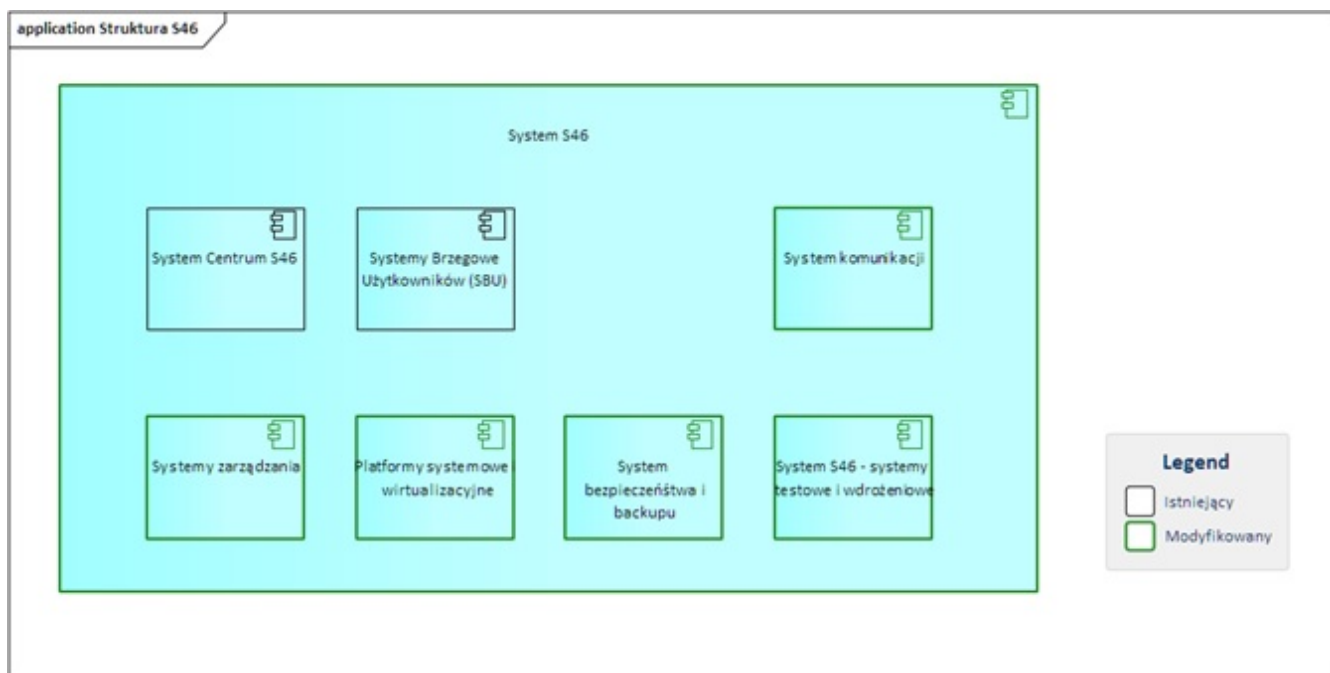 application Struktura S46
System S46
System Centrum S46
Systemy Brzegowe
Użytkowników (SBU)
System komunikacji
Systemy zarządzania
Platformy systemowe i
wirtualizacyjne
System
bezpieczeńśtwa i
backupu
System S46 - systemy
testowe i wdrożeniowe
Legend
Istniejący
Modyfikowany